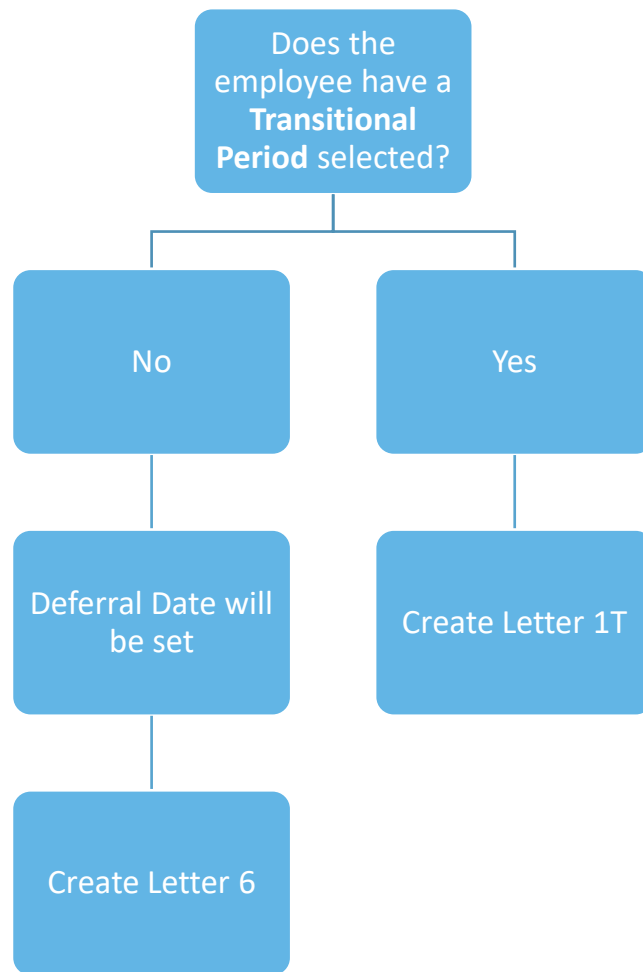 Does the
employee have a
Transitional
Period selected?
No
Yes
Deferral Date will
be set
Create Letter 1T
Create Letter 6